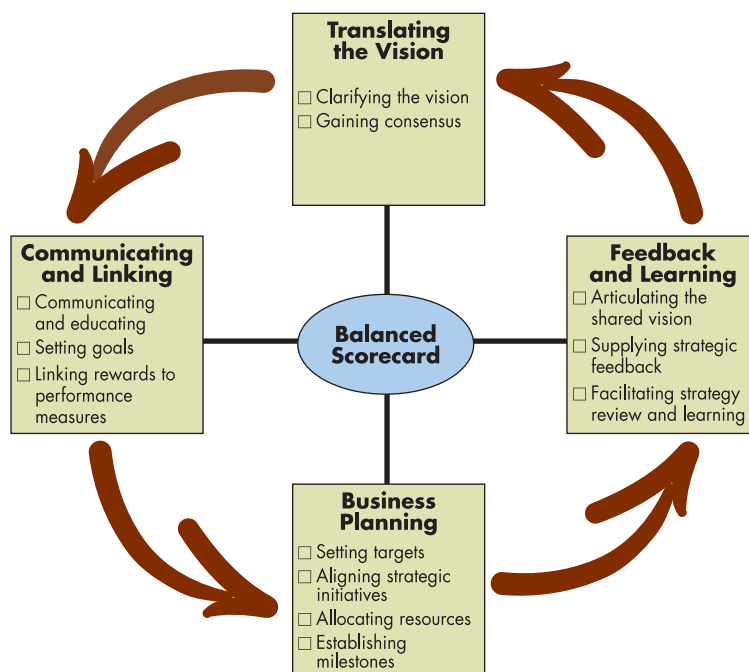 Translating
the Vision
□ Clarifying the vision
□ Gaining consensus
Communicating
and Linking
□ Communicating
and educating
□ Setting goals
□ Linking rewards to
performance
measures
Balanced
Scorecard
Feedback
and Learning
□ Articulating the
shared vision
□ Supplying strategic
feedback
□ Facilitating strategy
review and learning
Business
Planning
□ Setting targets
□ Aligning strategic
initiatives
□ Allocating resources
□ Establishing
milestones